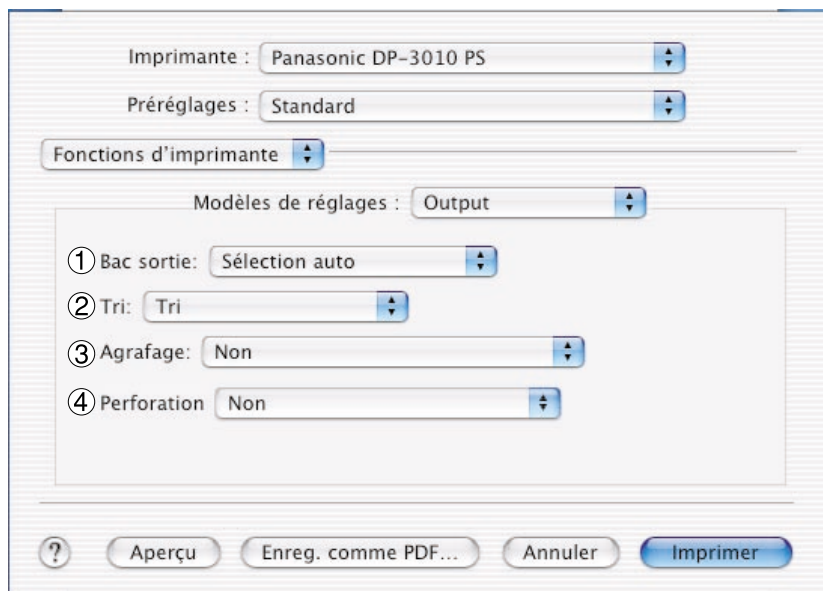 Imprimante : Panasonic DP-3010 PS
Préréglages : Standard
Fonctions d'imprimante
Modèles de réglages : Output
① Bac sortie: Sélection auto
② Tri: Tri
③ Agrafage: Non
④ Perforation Non
? Aperçu Enreg. comme PDF... Annuler Imprimer